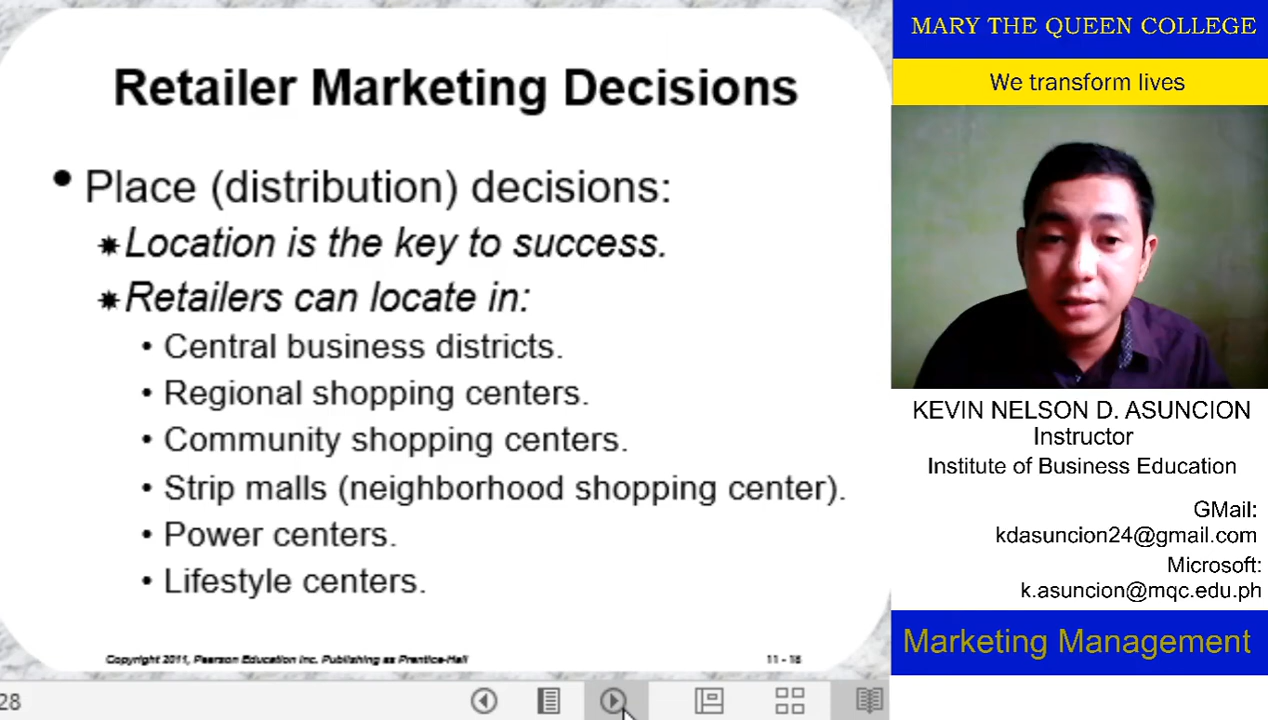 Retailer Marketing Decisions
• Place (distribution) decisions:
✷ Location is the key to success.
✷ Retailers can locate in:
• Central business districts.
• Regional shopping centers.
• Community shopping centers.
• Strip malls (neighborhood shopping center).
• Power centers.
• Lifestyle centers.
Copyright 2011, Pearson Education Inc. Publishing as Prentice-Hall
11 - 18
28
MARY THE QUEEN COLLEGE
We transform lives
KEVIN NELSON D. ASUNCION
Instructor
Institute of Business Education
GMail:
kdasuncion24@gmail.com
Microsoft:
k.asuncion@mqc.edu.ph
Marketing Management